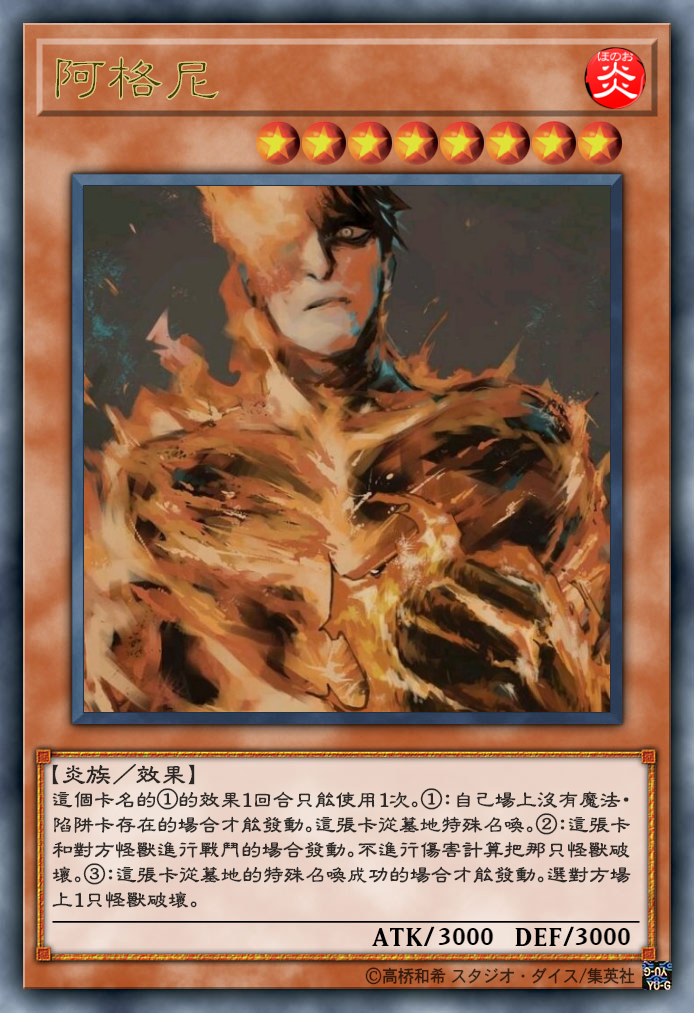 阿格尼
ほのお
炎
【炎族／效果】
這個卡名的①的效果1回合只能使用1次。①：自己場上沒有魔法·
陷阱卡存在的場合才能發動。這張卡從墓地特殊召喚。②：這張卡
和對方怪獸進行戰鬥的場合發動。不進行傷害計算把那只怪獸破
壞。③：這張卡從墓地的特殊召喚成功的場合才能發動。選對方場
上1只怪獸破壞。
ATK/3000 DEF/3000
©高桥和希 スタジオ・ダイス/集英社